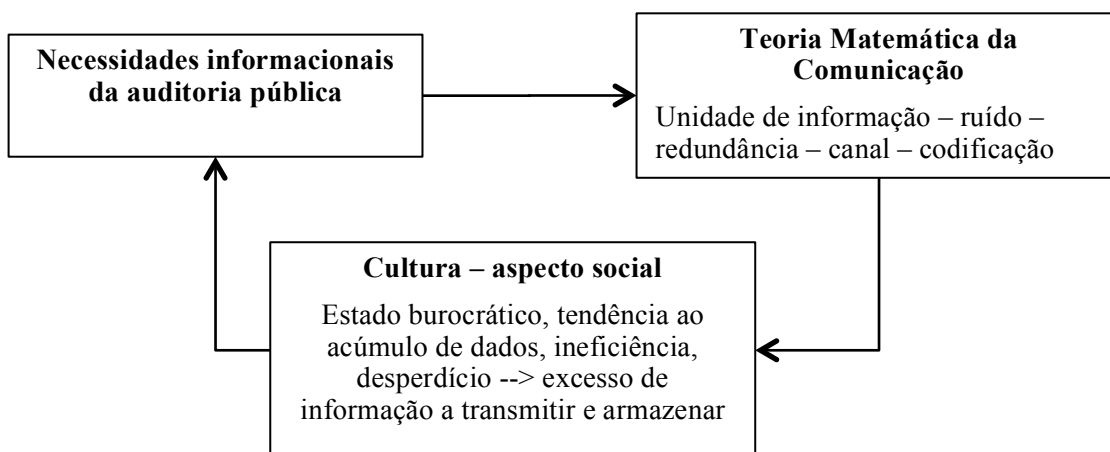 Necessidades informacionais
da auditoria pública
Teoria Matemática da
Comunicação
Unidade de informação – ruído –
redundância – canal – codificação
Cultura – aspecto social
Estado burocrático, tendência ao
acúmulo de dados, ineficiência,
desperdício --> excesso de
informação a transmitir e armazenar